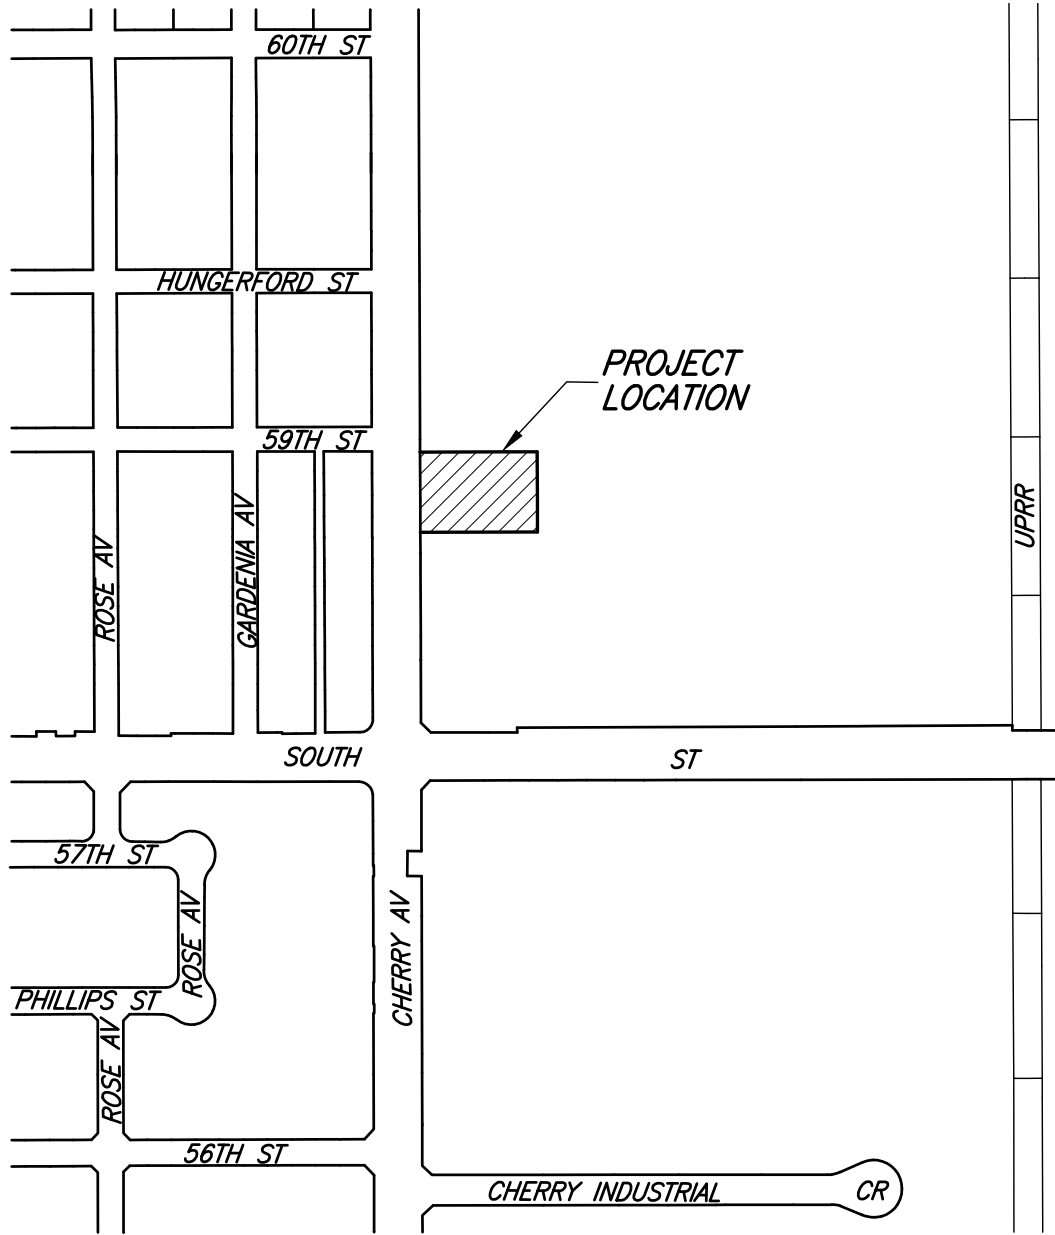 60TH ST
HUNGERFORD ST
PROJECT
LOCATION
59TH ST
ROSE AV
GARDENIA AV
UPRR
SOUTH ST
57TH ST
ROSE AV
CHERRY AV
PHILLIPS ST
ROSE AV
56TH ST
CHERRY INDUSTRIAL CR